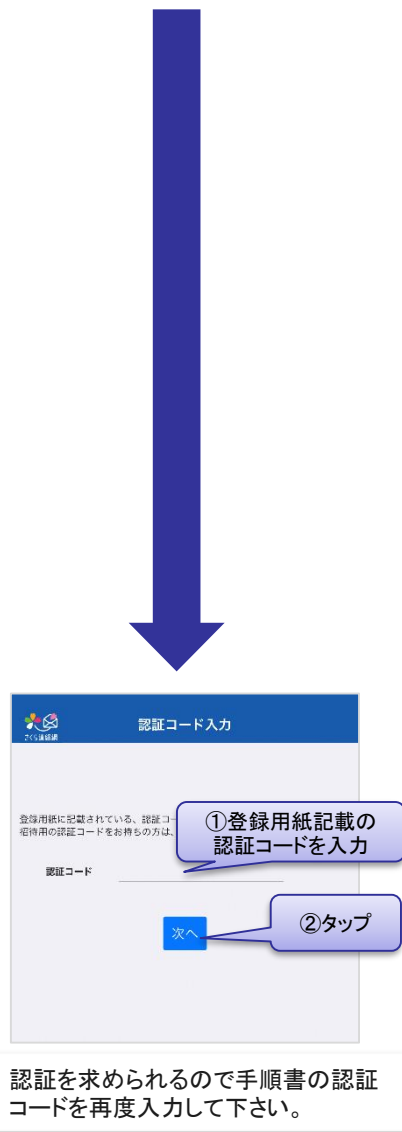 さくら連絡網
認証コード入力
登録用紙に記載されている、認証コー
招待用の認証コードをお持ちの方は、
①登録用紙記載の
認証コードを入力
認証コード
次へ
②タップ
認証を求められるので手順書の認証
コードを再度入力して下さい。